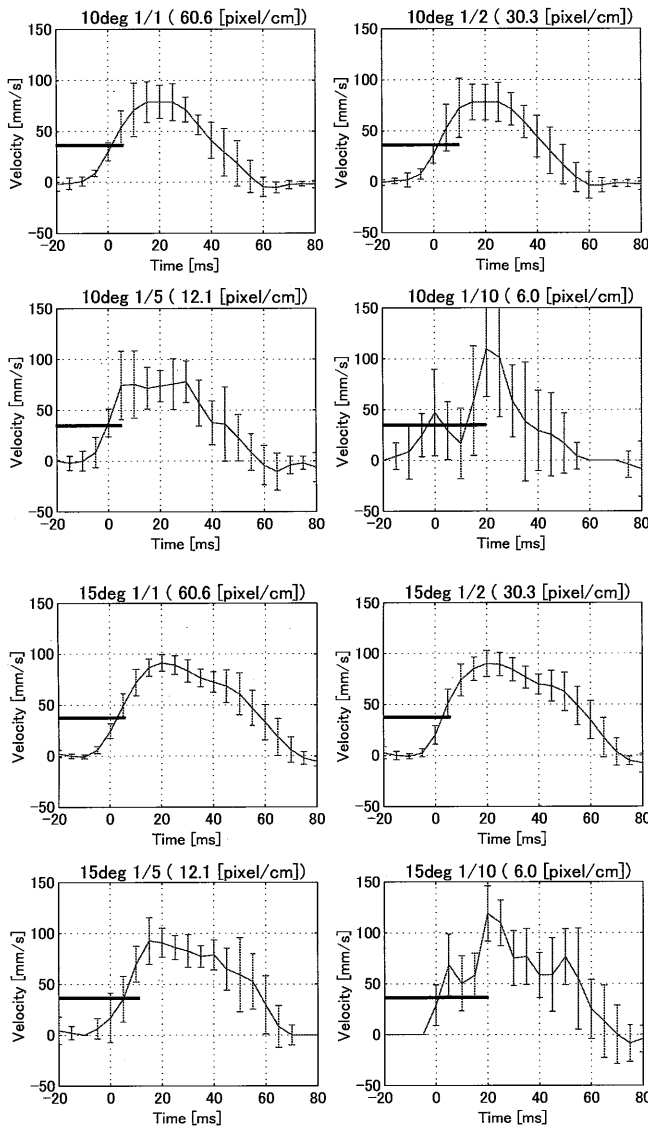 10deg 1/1 ( 60.6 [pixel/cm])
150
100
50
0
-50
Velocity [mm/s]
-20 0 20 40 60 80
Time [ms]
10deg 1/2 ( 30.3 [pixel/cm])
150
100
50
0
-50
Velocity [mm/s]
-20 0 20 40 60 80
Time [ms]
10deg 1/5 ( 12.1 [pixel/cm])
150
100
50
0
-50
Velocity [mm/s]
-20 0 20 40 60 80
Time [ms]
10deg 1/10 ( 6.0 [pixel/cm])
150
100
50
0
-50
Velocity [mm/s]
-20 0 20 40 60 80
Time [ms]
15deg 1/1 ( 60.6 [pixel/cm])
150
100
50
0
-50
Velocity [mm/s]
-20 0 20 40 60 80
Time [ms]
15deg 1/2 ( 30.3 [pixel/cm])
150
100
50
0
-50
Velocity [mm/s]
-20 0 20 40 60 80
Time [ms]
15deg 1/5 ( 12.1 [pixel/cm])
150
100
50
0
-50
Velocity [mm/s]
-20 0 20 40 60 80
Time [ms]
15deg 1/10 ( 6.0 [pixel/cm])
150
100
50
0
-50
Velocity [mm/s]
-20 0 20 40 60 80
Time [ms]